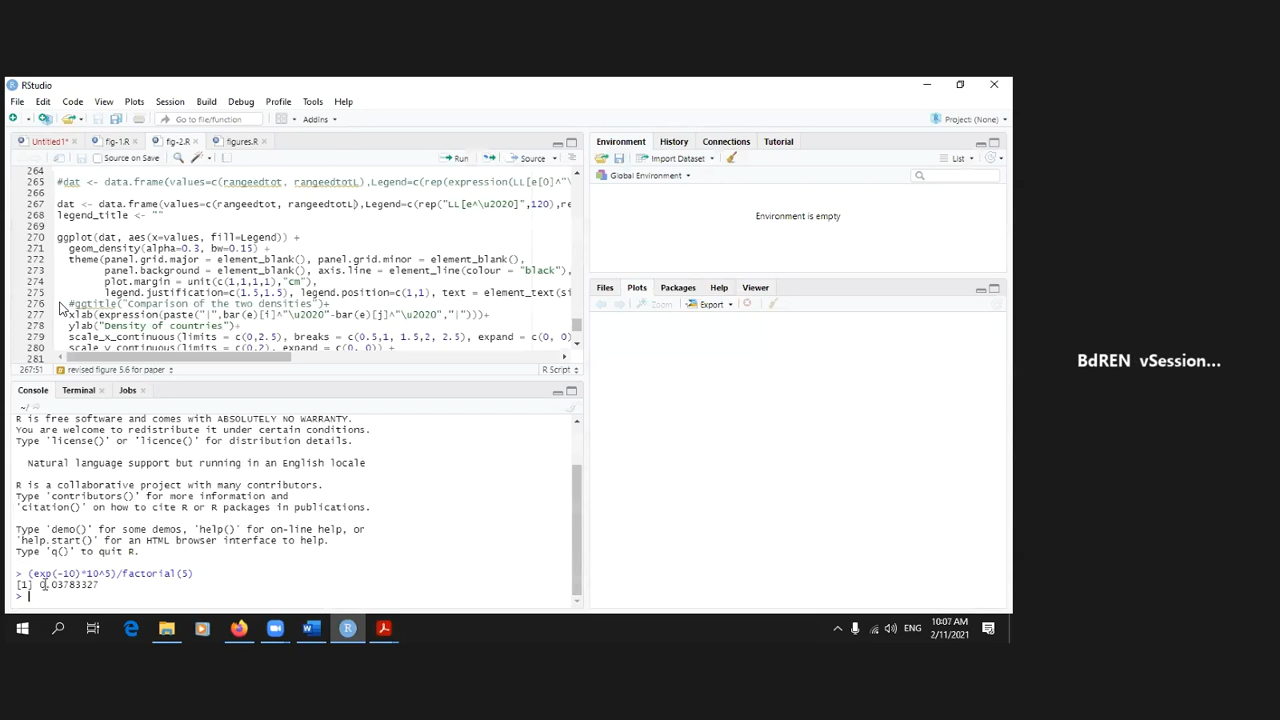 RStudio
File Edit Code View Plots Session Build Debug Profile Tools Help
Go to file/function Addins Project: (None)
Untitled1* fig-1.R fig-2.R figures.R
Source on Save Run Source
264
265 #dat <- data.frame(values=c(rangeedtot, rangeedtotL),Legend=c(rep(expression(LL[e[0]^"\
266
267 dat <- data.frame(values=c(rangeedtot, rangeedtotL),Legend=c(rep("LL[e^\u2020]",120),re
268 legend_title <- ""
269
270 ggplot(dat, aes(x=values, fill=Legend)) +
271 geom_density(alpha=0.3, bw=0.15) +
272 theme(panel.grid.major = element_blank(), panel.grid.minor = element_blank(),
273 panel.background = element_blank(), axis.line = element_line(colour = "black"),
274 plot.margin = unit(c(1,1,1,1),"cm"),
275 legend.justification=c(1.5,1.5), legend.position=c(1,1), text = element_text(si
276 #ggtitle("Comparison of the two densities")+
277 xlab(expression(paste("|",bar(e)[i]^"\u2020"-bar(e)[j]^"\u2020","|")))+
278 ylab("Density of countries")+
279 scale_x_continuous(limits = c(0,2.5), breaks = c(0.5,1, 1.5,2, 2.5), expand = c(0, 0))
280 scale_y_continuous(limits = c(0,2), expand = c(0, 0)) +
281
267:51 revised figure 5.6 for paper R Script
Console Terminal Jobs
~/
R is free software and comes with ABSOLUTELY NO WARRANTY.
You are welcome to redistribute it under certain conditions.
Type 'license()' or 'licence()' for distribution details.
Natural language support but running in an English locale
R is a collaborative project with many contributors.
Type 'contributors()' for more information and
'citation()' on how to cite R or R packages in publications.
Type 'demo()' for some demos, 'help()' for on-line help, or
'help.start()' for an HTML browser interface to help.
Type 'q()' to quit R.
> (exp(-10)*10^5)/factorial(5)
[1] 0.03783327
>
Environment History Connections Tutorial
Import Dataset List
Global Environment
Environment is empty
Files Plots Packages Help Viewer
Zoom Export
BdREN vSession...
ENG
10:07 AM
2/11/2021